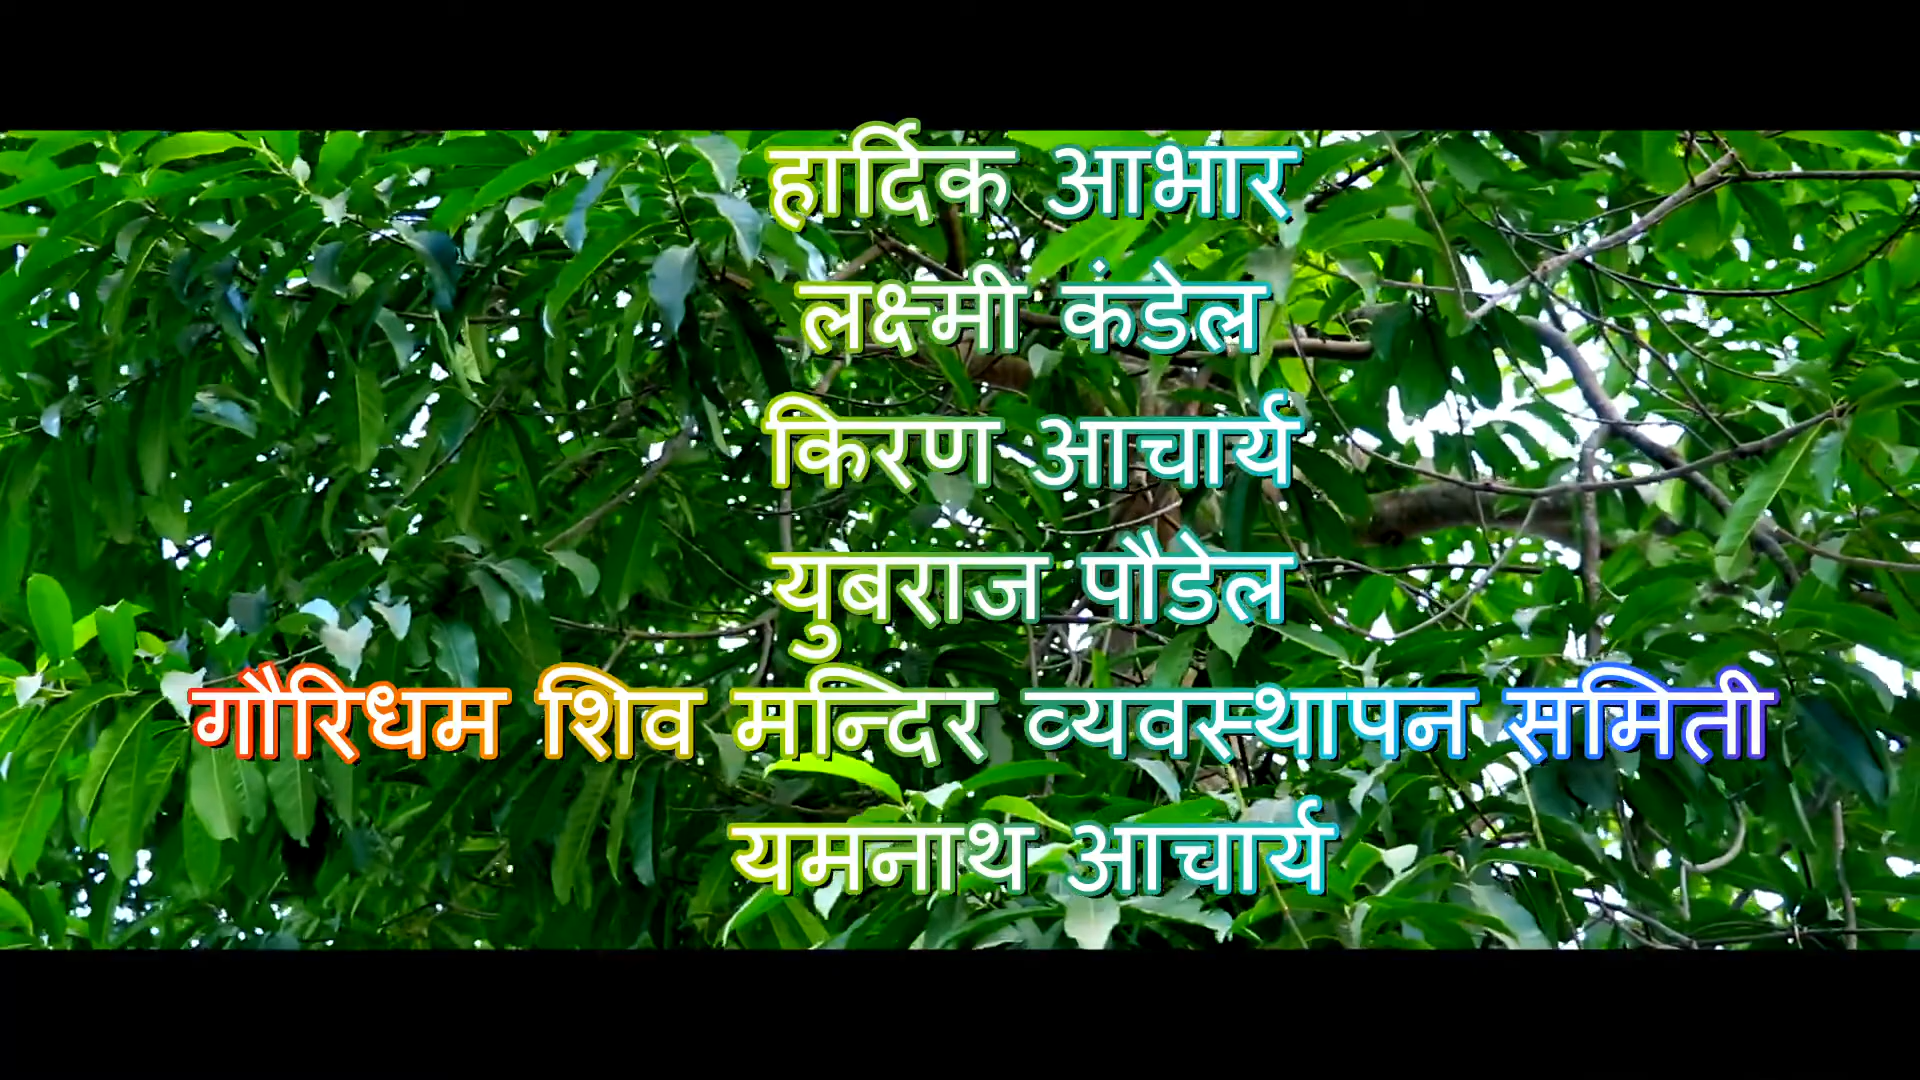 हार्दिक आभार
लक्ष्मी कंडेल
किरण आचार्य
युबराज पौडेल
गौरिधम शिव मन्दिर व्यवस्थापन समिती
यमनाथ आचार्य